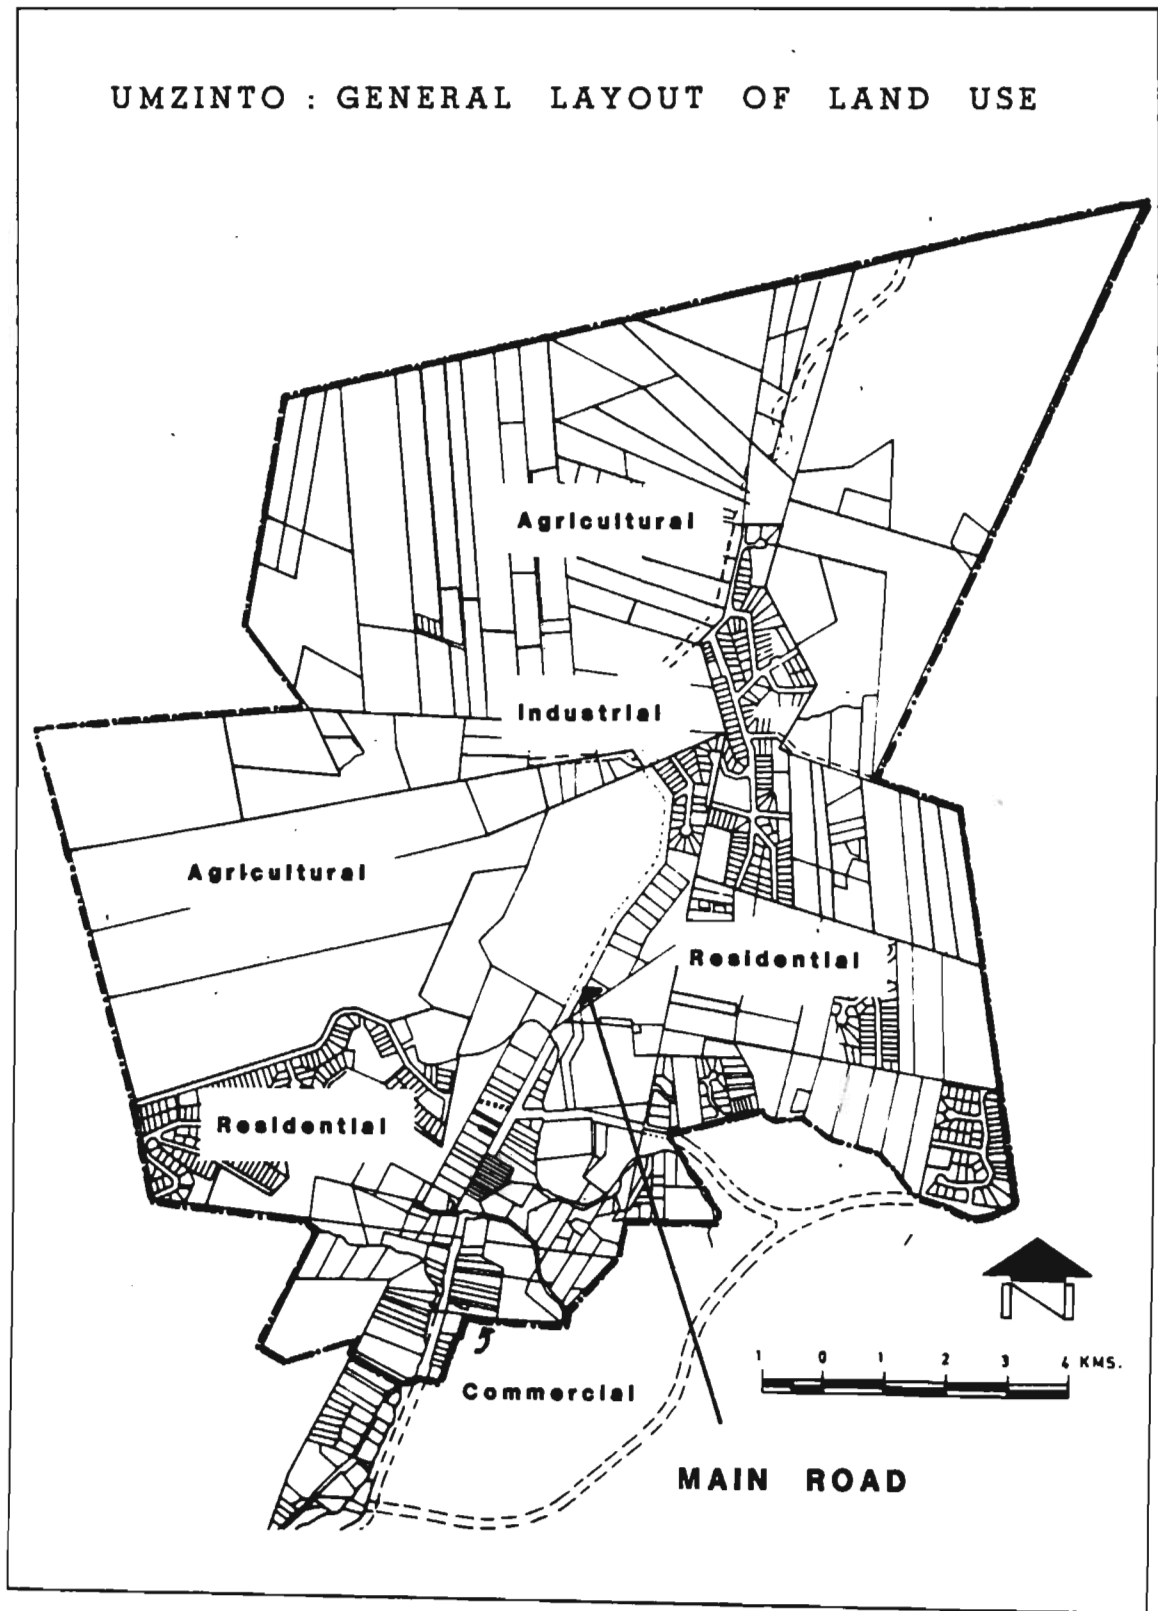 UMZINTO : GENERAL LAYOUT OF LAND USE
Agricultural
Industrial
Agricultural
Residential
Residential
5
1 0 1 2 3 4 KMS.
Commercial
MAIN ROAD
N